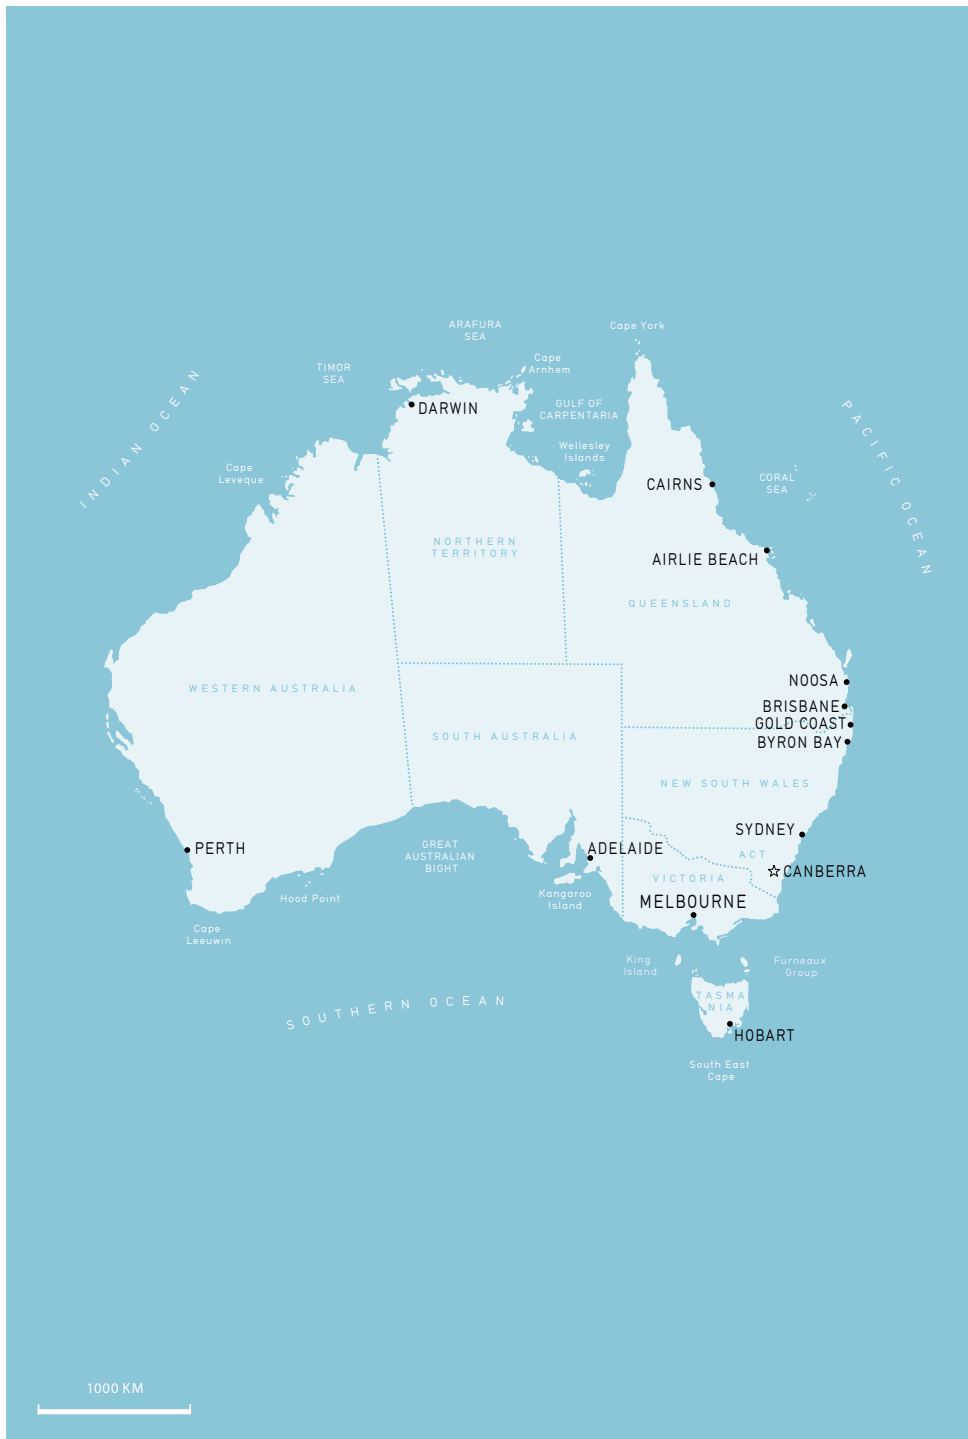 ARAFURA
SEA
Cape York
TIMOR
SEA
Cape
Arnhem
INDIAN OCEAN
PACIFIC OCEAN
DARWIN
GULF OF
CARPENTARIA
Wellesley
Islands
Cape
Leveque
CAIRNS
CORAL
SEA
NORTHERN
TERRITORY
AIRLIE BEACH
QUEENSLAND
NOOSA
WESTERN AUSTRALIA
BRISBANE
GOLD COAST
SOUTH AUSTRALIA
BYRON BAY
NEW SOUTH WALES
SYDNEY
PERTH
GREAT
AUSTRALIAN
BIGHT
ADELAIDE
ACT
CANBERRA
VICTORIA
Hood Point
Kangaroo
Island
MELBOURNE
Cape
Leeuwin
King
Island
Furneaux
Group
SOUTHERN OCEAN
TASMA
NIA
HOBART
South East
Cape
1000 KM